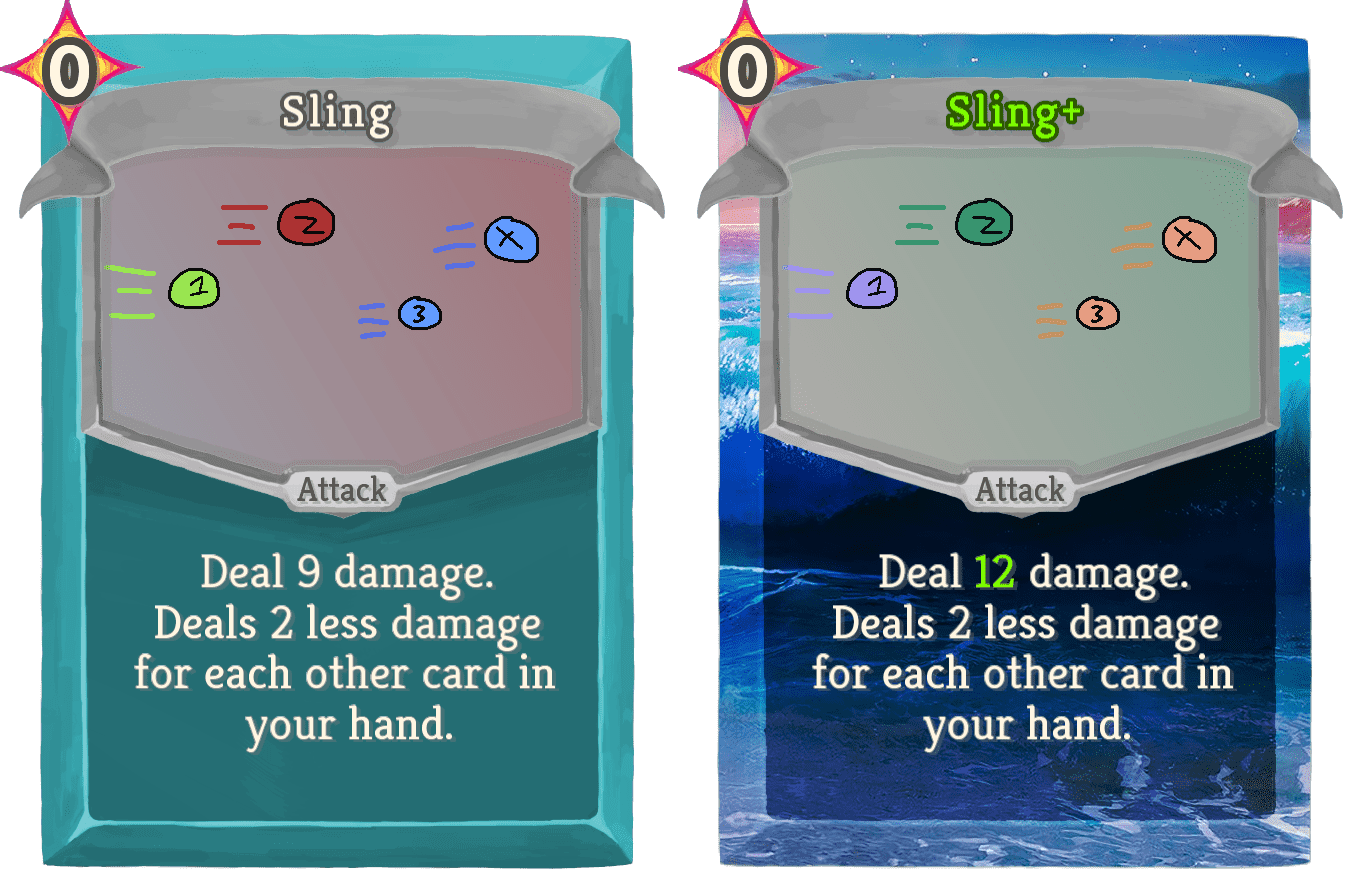 0
Sling
2
X
1
3
Attack
Deal 9 damage.
Deals 2 less damage
for each other card in
your hand.
0
Sling+
2
X
1
3
Attack
Deal 12 damage.
Deals 2 less damage
for each other card in
your hand.